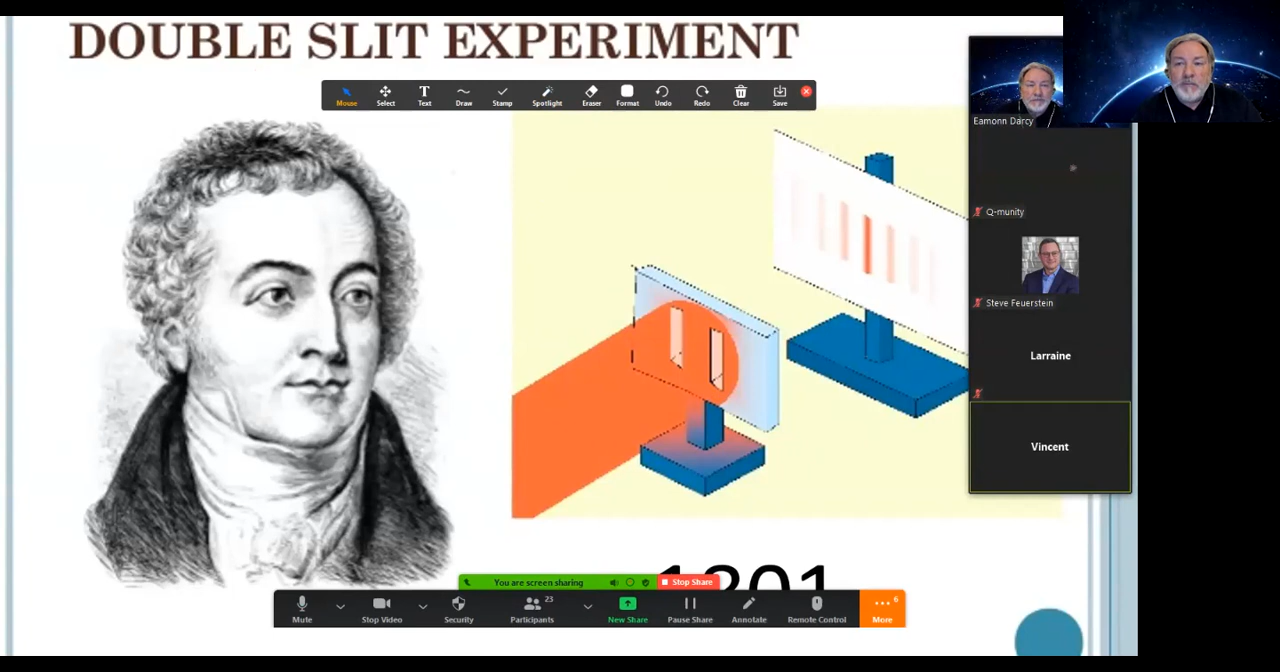 DOUBLE SLIT EXPERIMENT
Mouse Select Text Draw Stamp Spotlight Eraser Format Undo Redo Clear Save
Eamonn Darcy
Q-munity
Steve Feuerstein
Larraine
Vincent
1801
You are screen sharing Stop Share
23 6
Mute Stop Video Security Participants New Share Pause Share Annotate Remote Control More